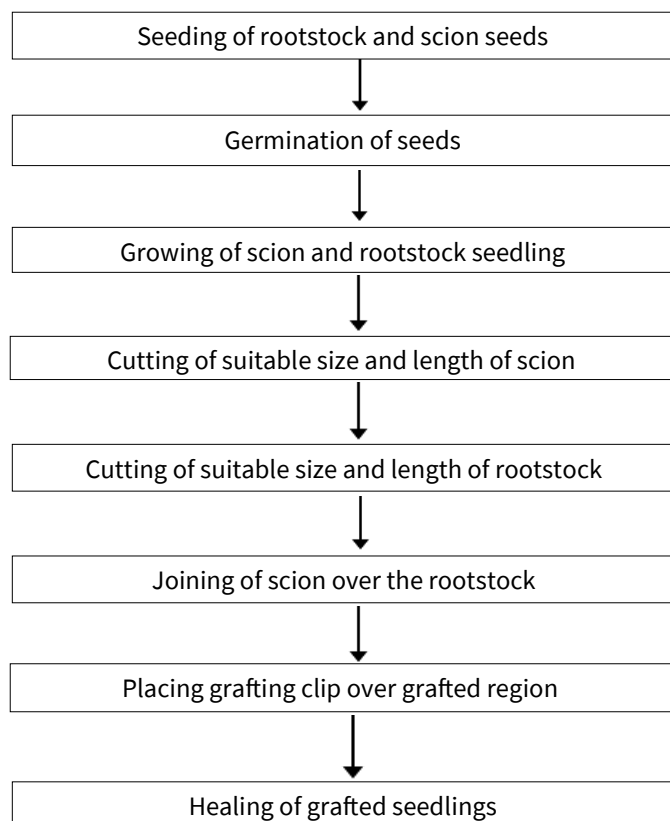 Seeding of rootstock and scion seeds
Germination of seeds
Growing of scion and rootstock seedling
Cutting of suitable size and length of scion
Cutting of suitable size and length of rootstock
Joining of scion over the rootstock
Placing grafting clip over grafted region
Healing of grafted seedlings